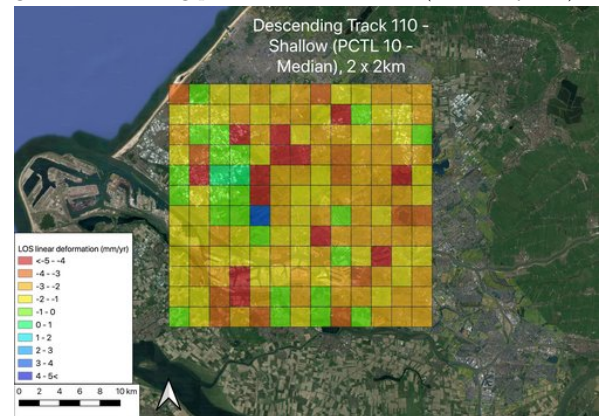 Descending Track 110 -
Shallow (PCTL 10 -
Median), 2 x 2km
LOS linear deformation (mm/yr)
<-5 - -4
-4 - -3
-3 - -2
-2 - -1
-1 - 0
0 - 1
1 - 2
2 - 3
3 - 4
4 - 5<
0 2 4 6 8 10 km